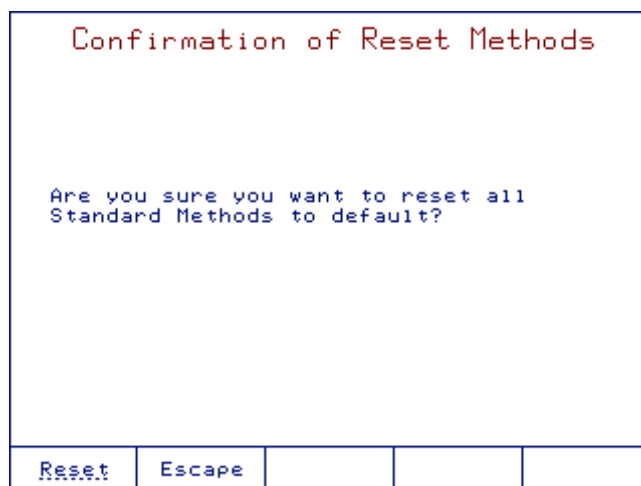 Confirmation of Reset Methods
Are you sure you want to reset all
Standard Methods to default?
Reset Escape